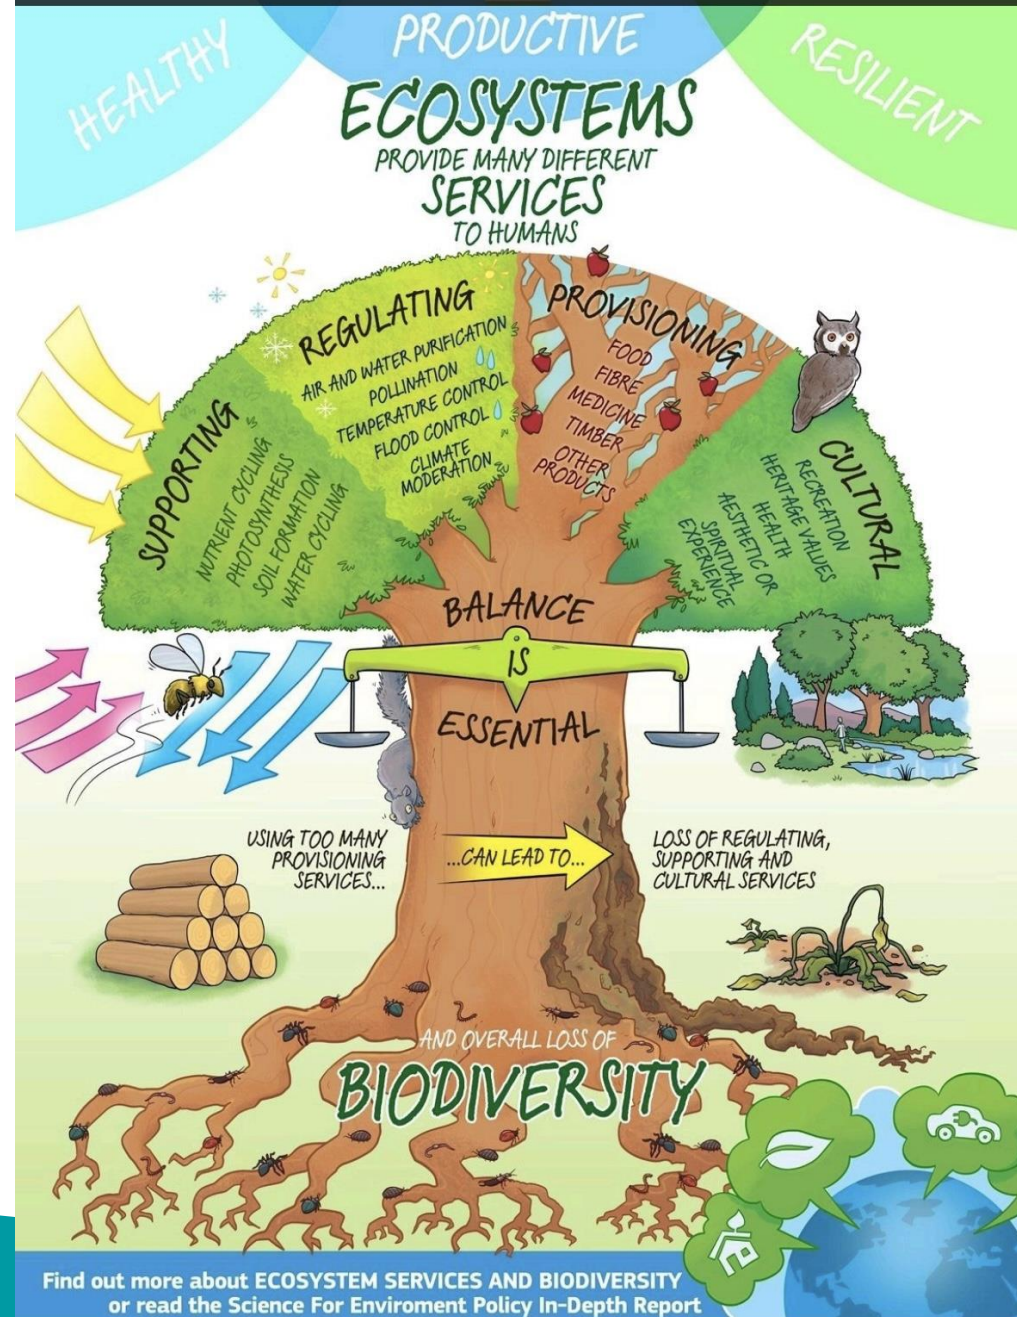 HEALTHY
PRODUCTIVE
RESILIENT
ECOSYSTEMS
PROVIDE MANY DIFFERENT
SERVICES
TO HUMANS
SUPPORTING
NUTRIENT CYCLING
PHOTOSYNTHESIS
SOIL FORMATION
WATER CYCLING
REGULATING
AIR AND WATER PURIFICATION
POLLINATION
TEMPERATURE CONTROL
FLOOD CONTROL
CLIMATE
MODERATION
PROVISIONING
FOOD
FIBRE
MEDICINE
TIMBER
OTHER
PRODUCTS
CULTURAL
RECREATION
HERITAGE VALUES
HEALTH
AESTHETIC OR
SPIRITUAL
EXPERIENCE
BALANCE
IS
ESSENTIAL
USING TOO MANY
PROVISIONING
SERVICES...
...CAN LEAD TO...
LOSS OF REGULATING,
SUPPORTING AND
CULTURAL SERVICES
AND OVERALL LOSS OF
BIODIVERSITY
Find out more about ECOSYSTEM SERVICES AND BIODIVERSITY
or read the Science For Enviroment Policy In-Depth Report